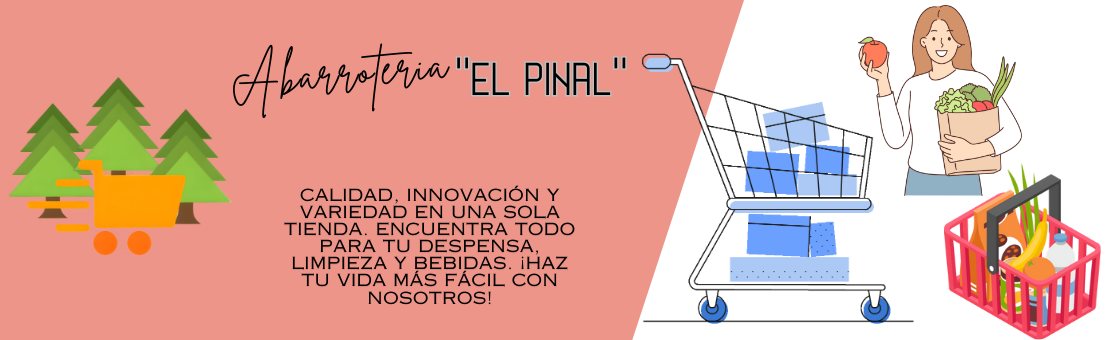 Abarroteria "EL PINAL"
CALIDAD, INNOVACIÓN Y
VARIEDAD EN UNA SOLA
TIENDA. ENCUENTRA TODO
PARA TU DESPENSA,
LIMPIEZA Y BEBIDAS. ¡HAZ
TU VIDA MÁS FÁCIL CON
NOSOTROS!